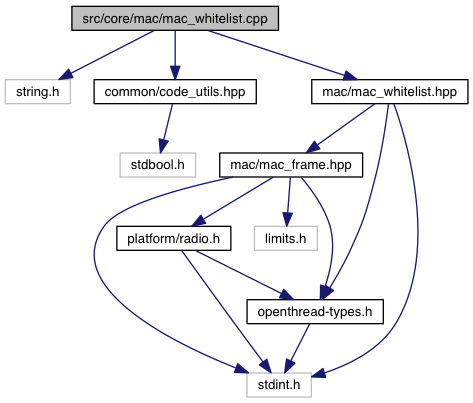 src/core/mac/mac_whitelist.cpp
string.h
common/code_utils.hpp
mac/mac_whitelist.hpp
stdbool.h
mac/mac_frame.hpp
platform/radio.h
limits.h
openthread-types.h
stdint.h